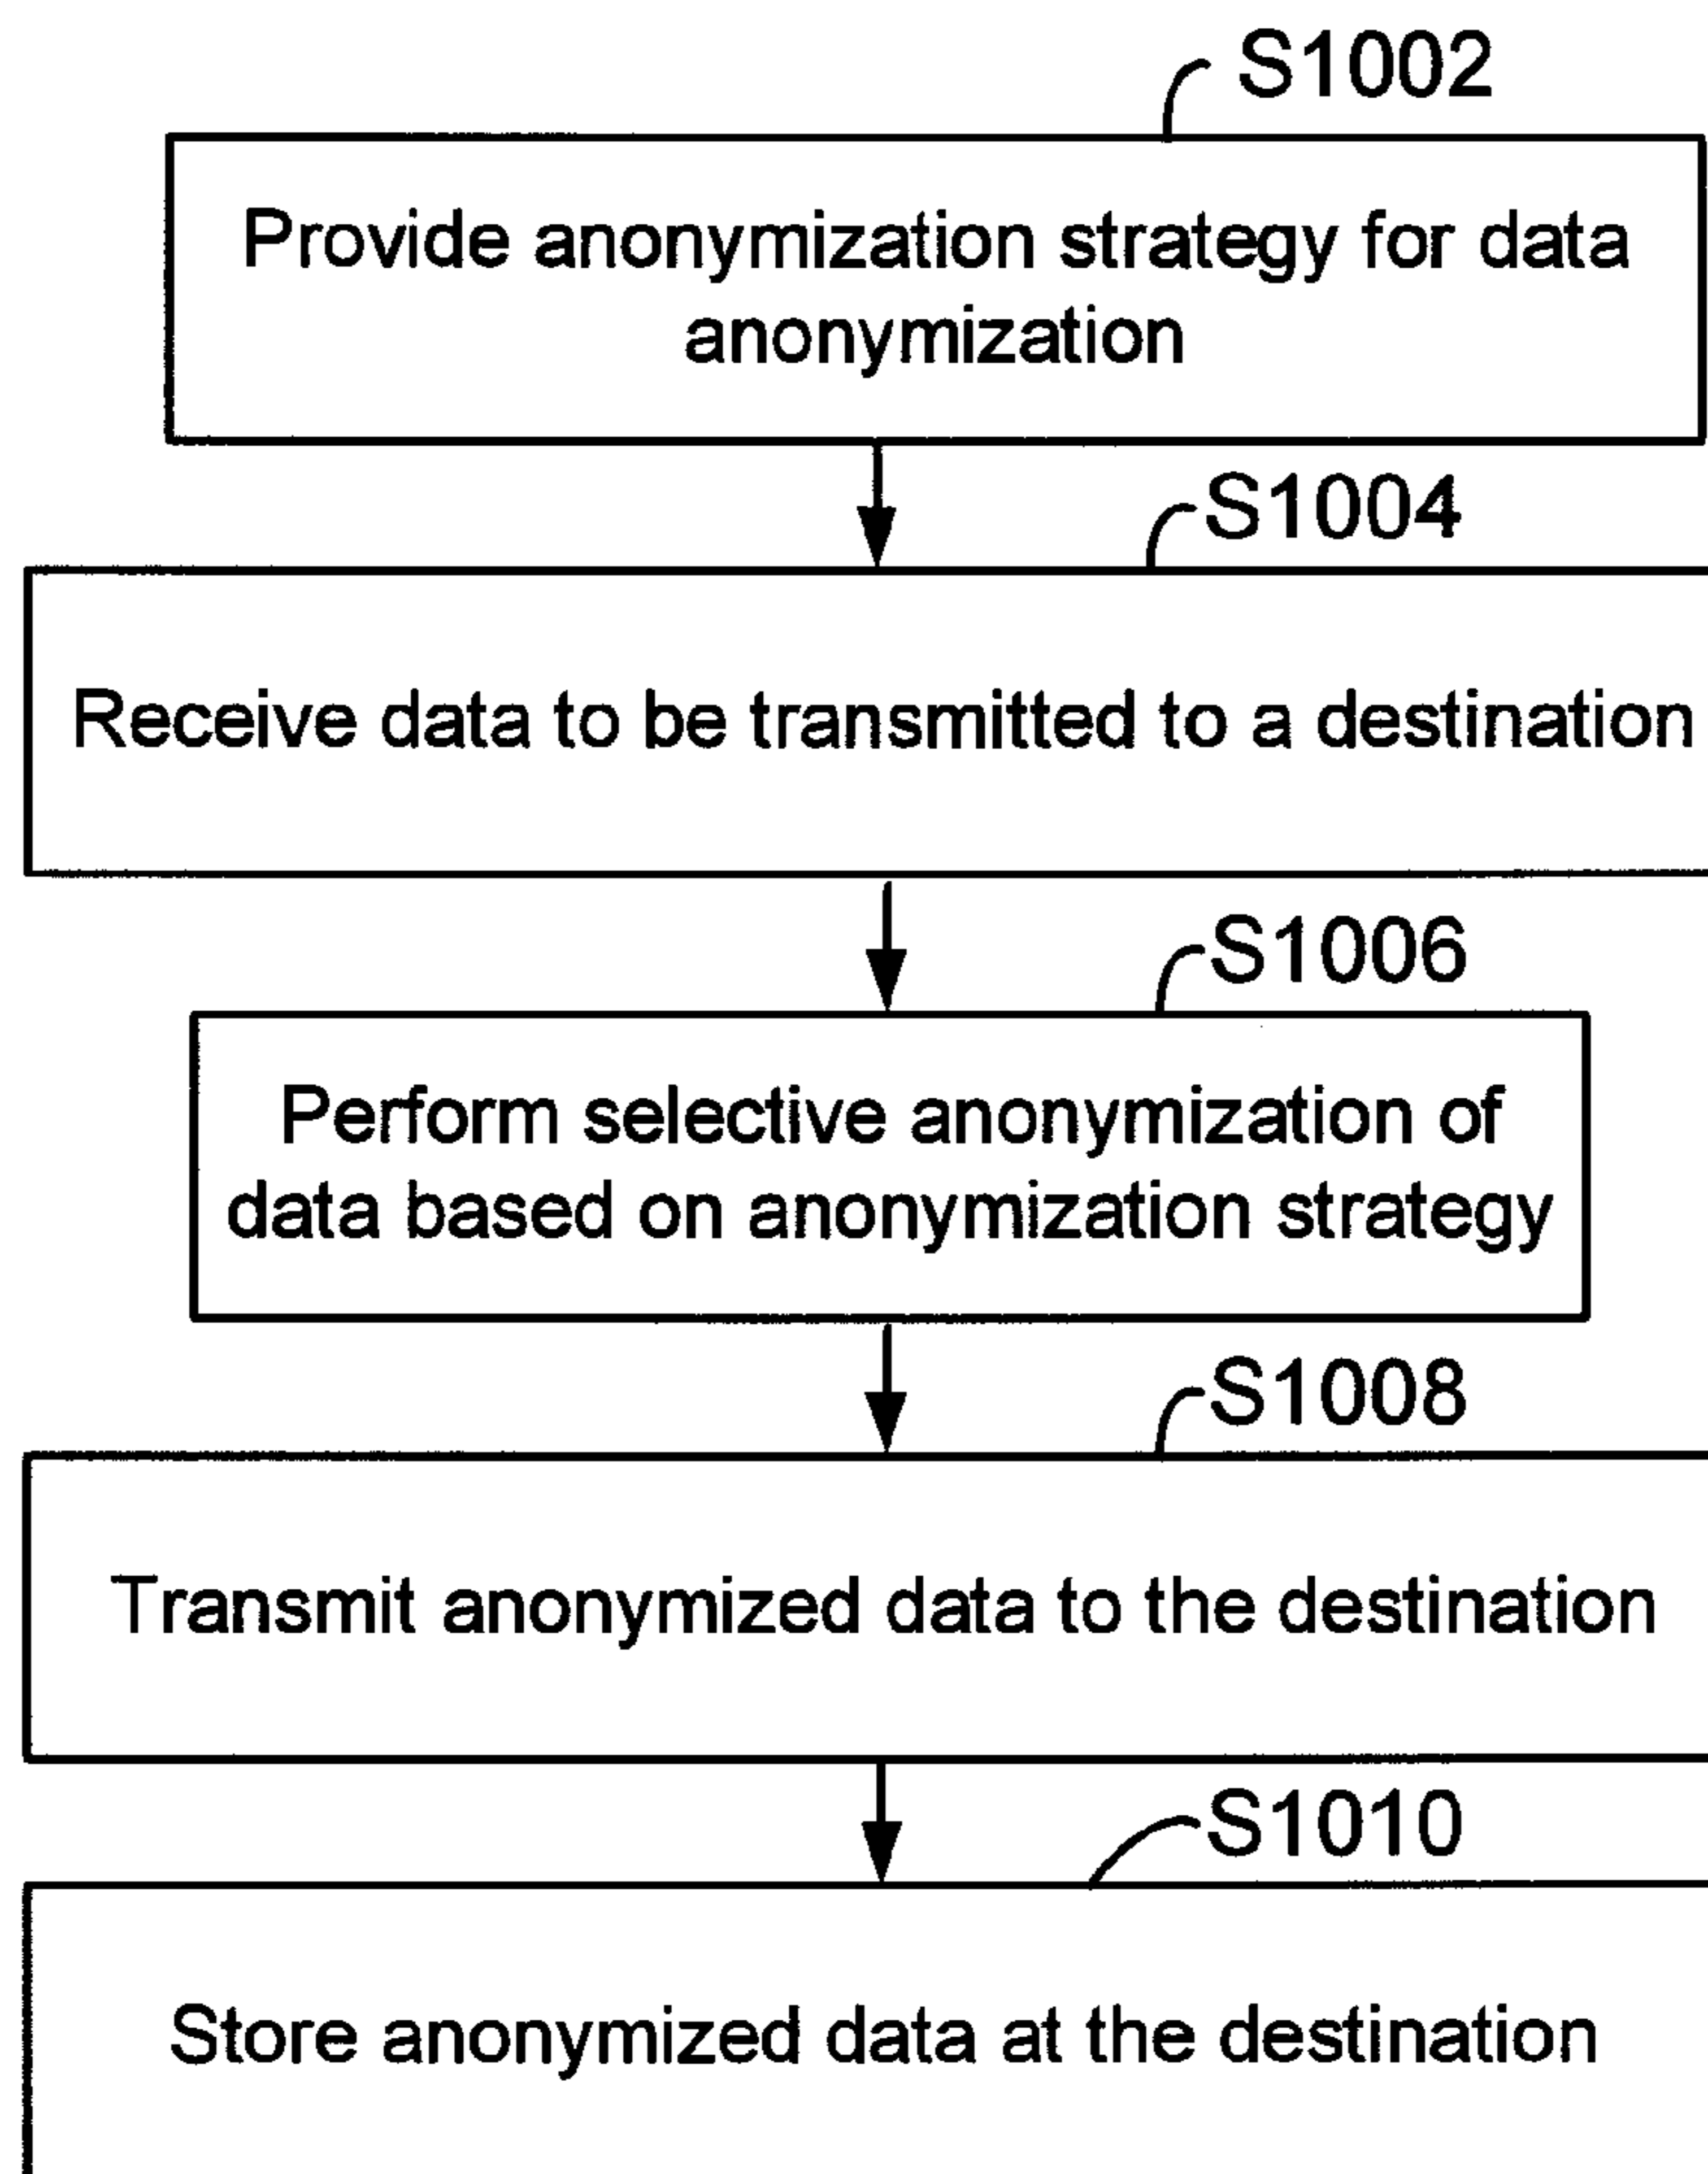 S1002
Provide anonymization strategy for data
anonymization
S1004
Receive data to be transmitted to a destination
S1006
Perform selective anonymization of
data based on anonymization strategy
S1008
Transmit anonymized data to the destination
S1010
Store anonymized data at the destination